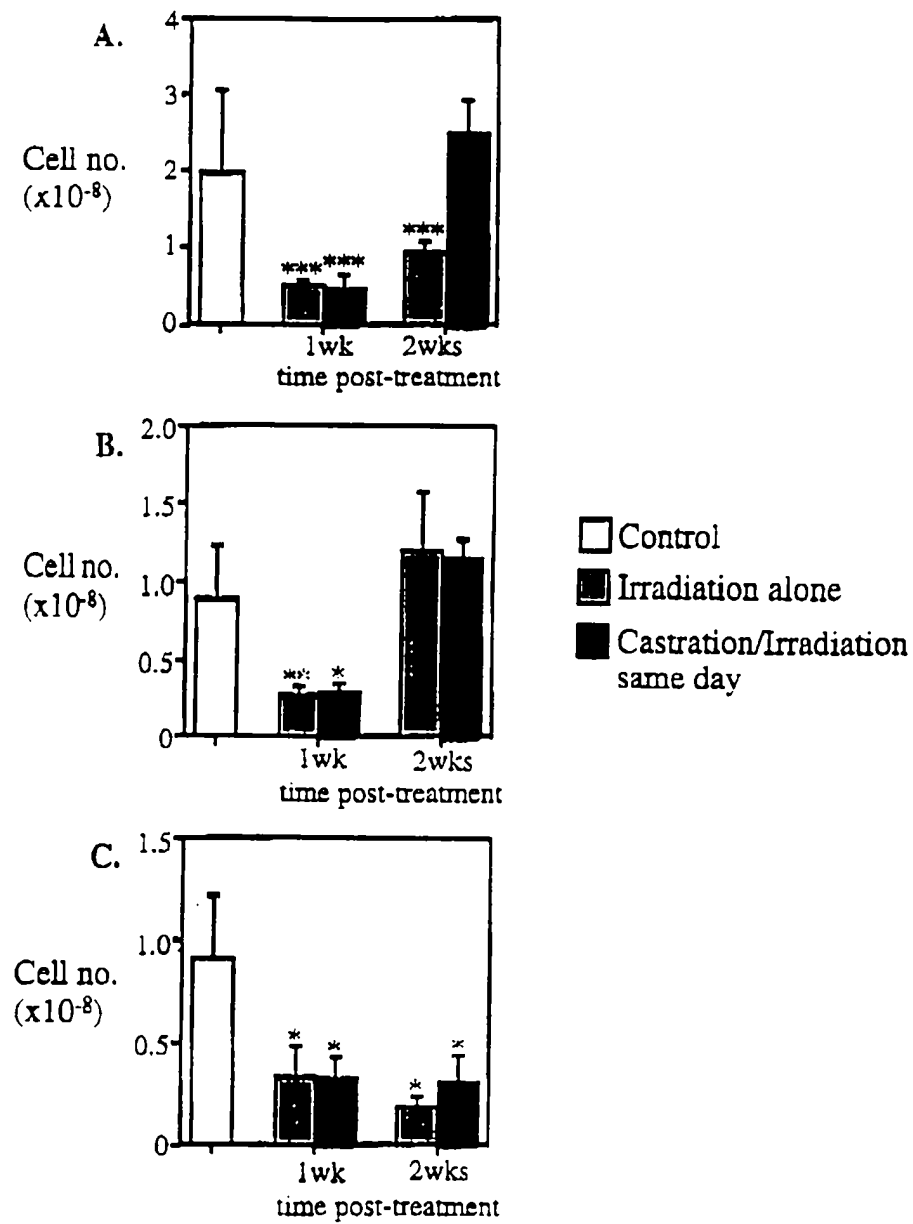 A.
4
3
2
1
0
Cell no.
(x10-8)
***
***
***
1wk
2wks
time post-treatment
B.
2.0
1.5
1.0
0.5
0
Cell no.
(x10-8)
**
*
1wk
2wks
time post-treatment
Control
Irradiation alone
Castration/Irradiation
same day
C.
1.5
1.0
0.5
0
Cell no.
(x10-8)
*
*
*
*
1wk
2wks
time post-treatment